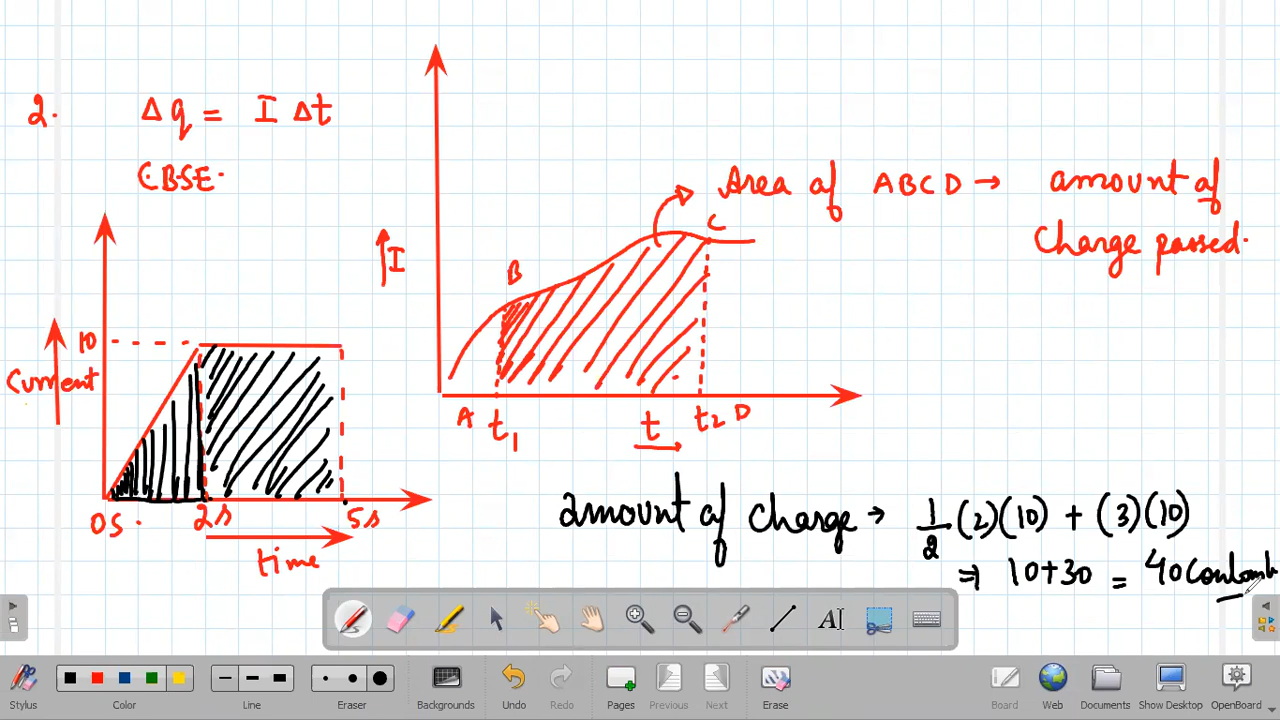 2. Δq = I Δt
CBSE.
Area of ABCD → amount of
charge passed.
C
B
I
10
Current
A t1 t t2 D
0s. 2s 5s
time
amount of charge → 1/2 (2)(10) + (3)(10)
⇒ 10+30 = 40 Coulomb
Stylus
Color
Line
Eraser
Backgrounds
Undo
Redo
Pages
Previous
Next
Erase
Board
Web
Documents
Show Desktop
OpenBoard